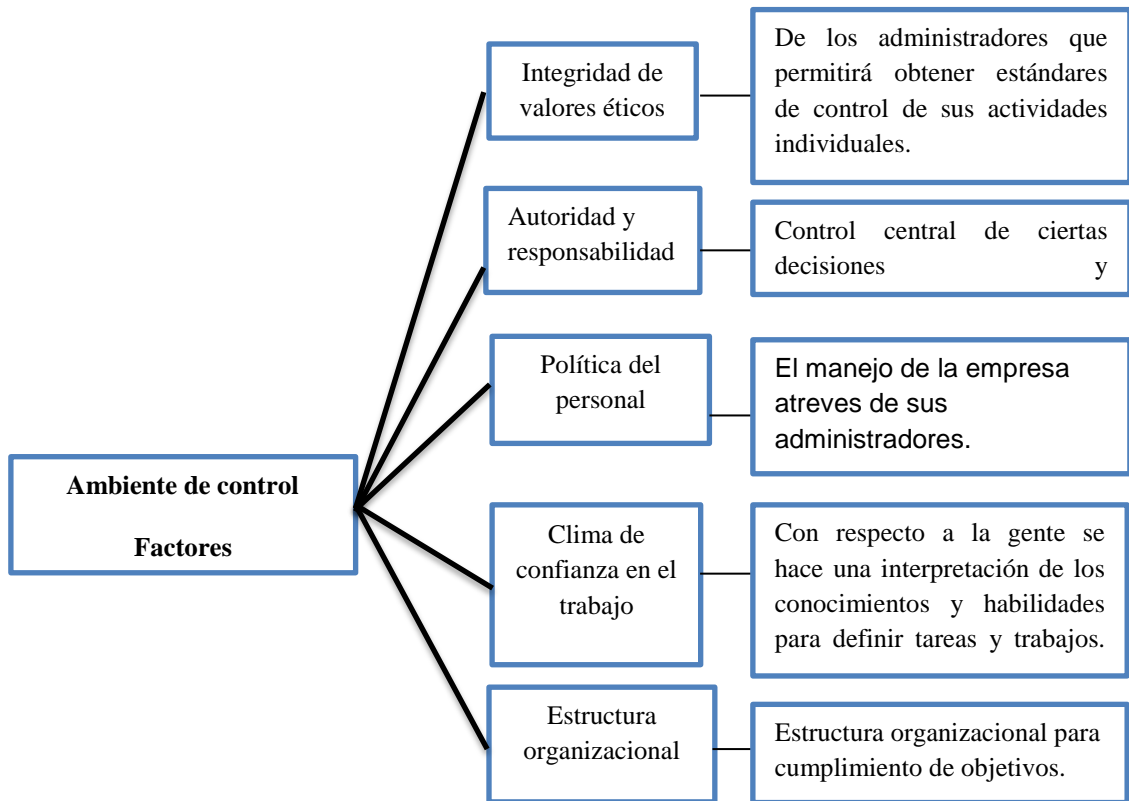 Integridad de
valores éticos
De los administradores que
permitirá obtener estándares
de control de sus actividades
individuales.
Autoridad y
responsabilidad
Control central de ciertas
decisiones y
Política del
personal
El manejo de la empresa
atreves de sus
administradores.
Ambiente de control
Factores
Clima de
confianza en el
trabajo
Con respecto a la gente se
hace una interpretación de los
conocimientos y habilidades
para definir tareas y trabajos.
Estructura
organizacional
Estructura organizacional para
cumplimiento de objetivos.